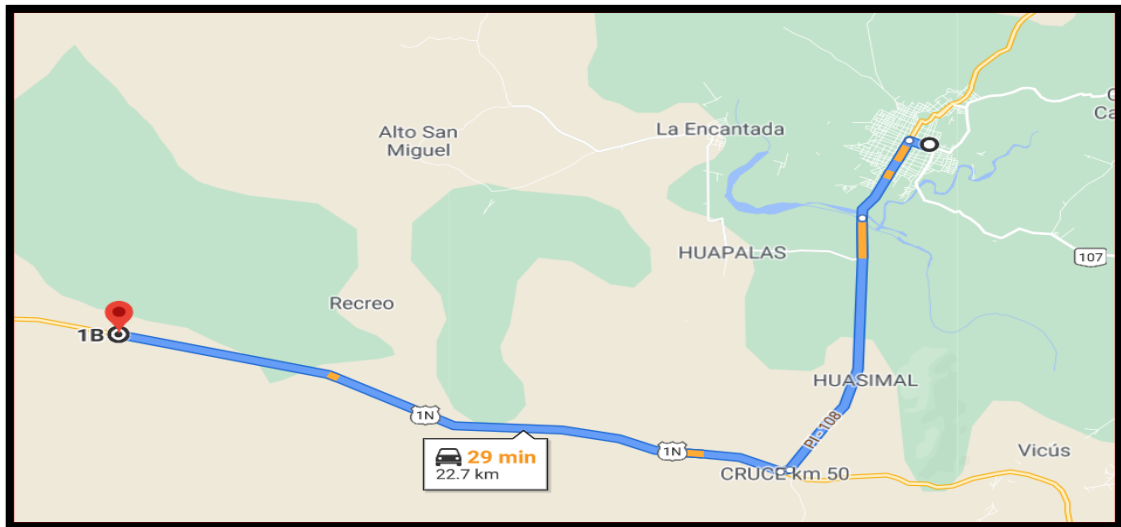 Alto San
Miguel
La Encantada
C
Ca
HUAPALAS
107
Recreo
1B
HUASIMAL
1N
PI-108
29 min
22.7 km
1N
CRUCE km 50
Vicús